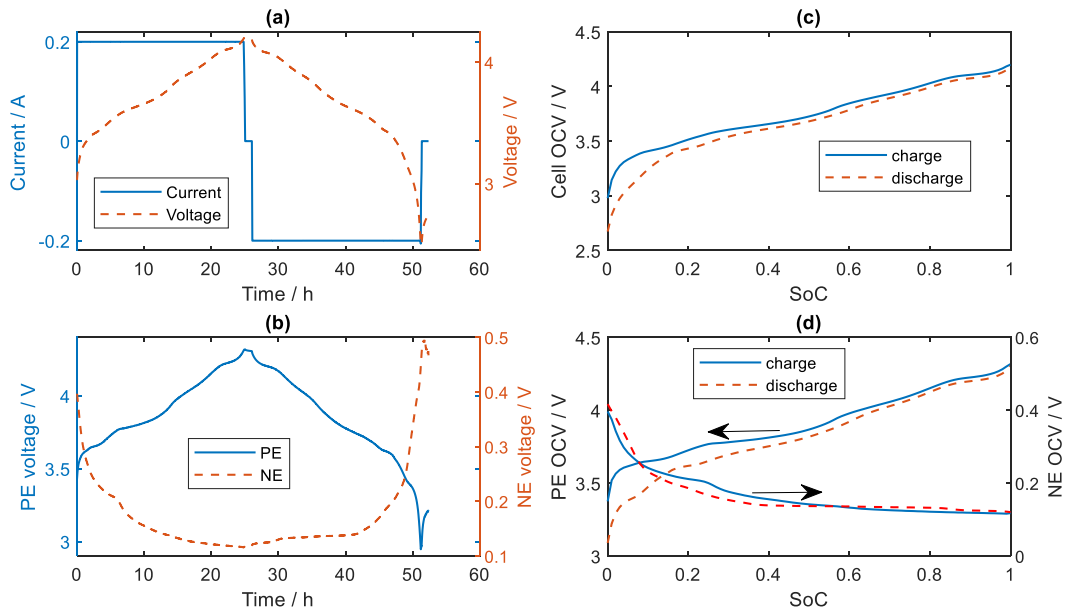 (a)
0.2
0
-0.2
Current / A
4
3
Voltage / V
Current
Voltage
0 10 20 30 40 50 60
Time / h
(c)
4.5
4
3.5
3
2.5
Cell OCV / V
charge
discharge
0 0.2 0.4 0.6 0.8 1
SoC
(b)
4
3.5
3
PE voltage / V
0.5
0.4
0.3
0.2
0.1
NE voltage / V
PE
NE
0 10 20 30 40 50 60
Time / h
(d)
4.5
4
3.5
3
PE OCV / V
0.6
0.4
0.2
0
NE OCV / V
charge
discharge
0 0.2 0.4 0.6 0.8 1
SoC